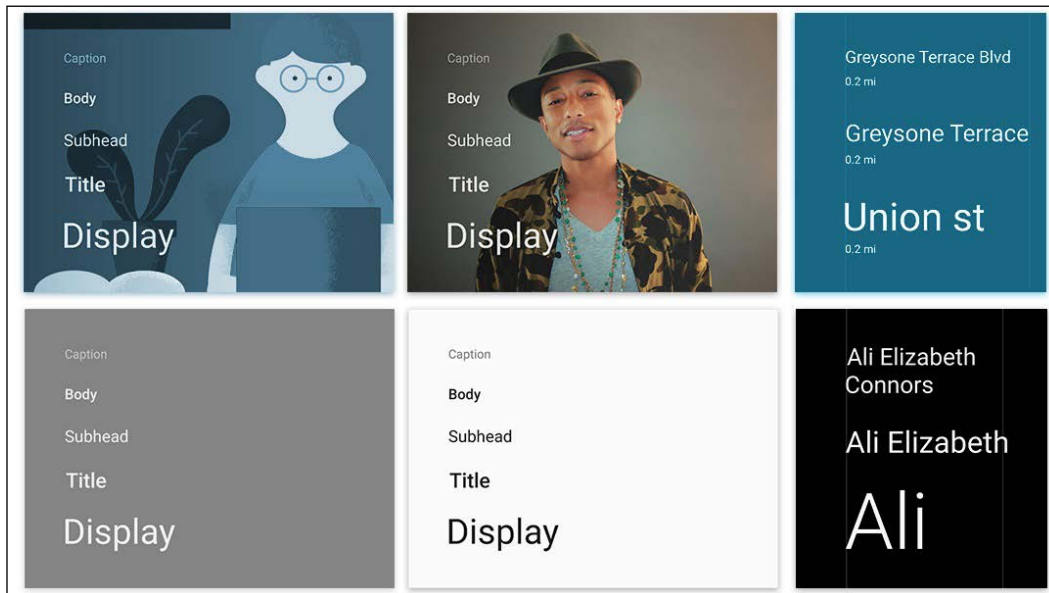 Caption
Body
Subhead
Title
Display
Caption
Body
Subhead
Title
Display
Greysone Terrace Blvd
0.2 mi
Greysone Terrace
0.2 mi
Union st
0.2 mi
Caption
Body
Subhead
Title
Display
Caption
Body
Subhead
Title
Display
Ali Elizabeth
Connors
Ali Elizabeth
Ali